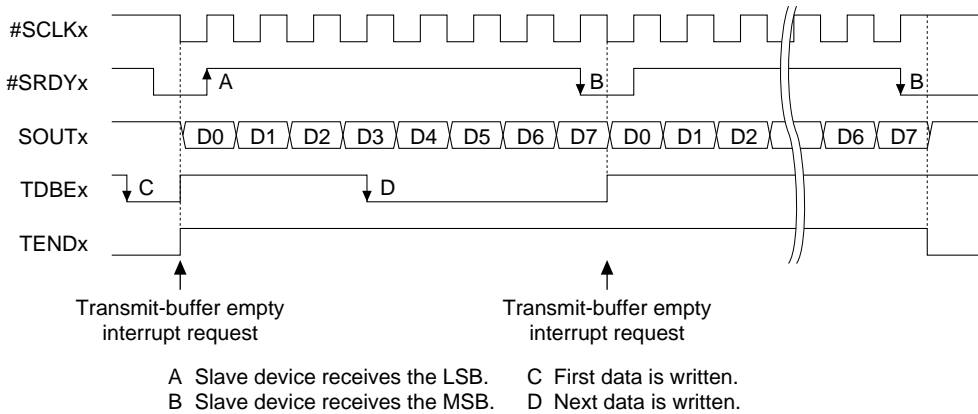 #SCLKx
#SRDYx A B B
SOUTx D0 D1 D2 D3 D4 D5 D6 D7 D0 D1 D2 D6 D7
TDBEx C D
TENDx
Transmit-buffer empty
interrupt request
Transmit-buffer empty
interrupt request
A Slave device receives the LSB. C First data is written.
B Slave device receives the MSB. D Next data is written.